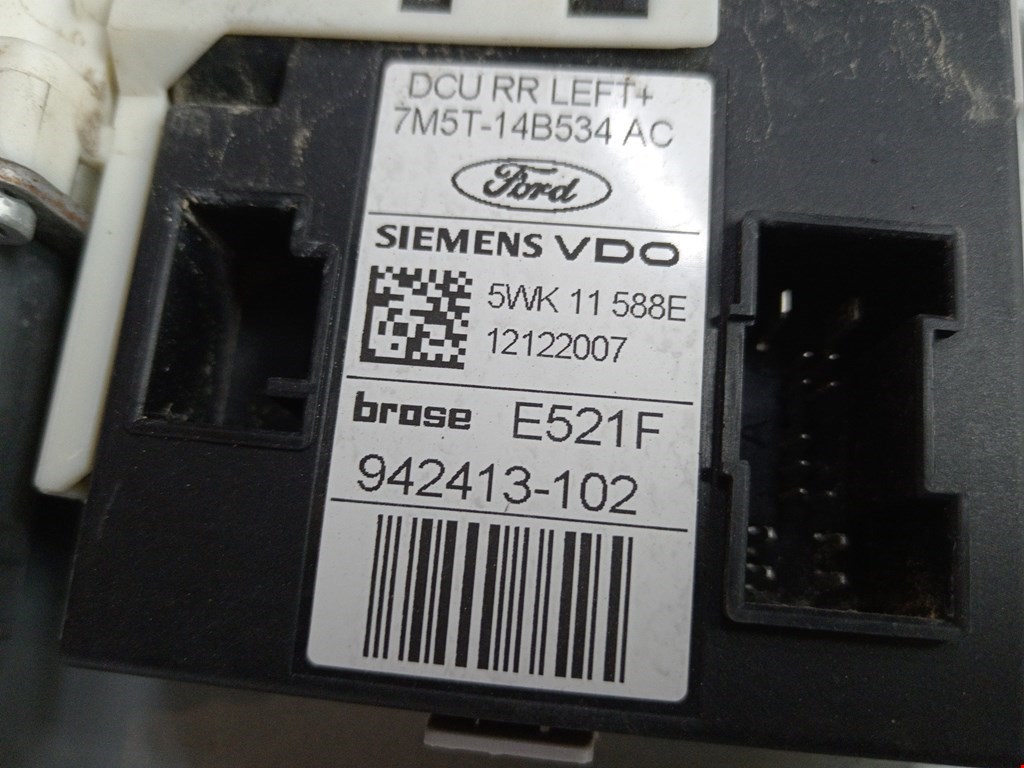 DCU RR LEFT+
7M5T-14B534 AC
Ford
SIEMENS VDO
5WK 11 588E
12122007
brose E521F
942413-102